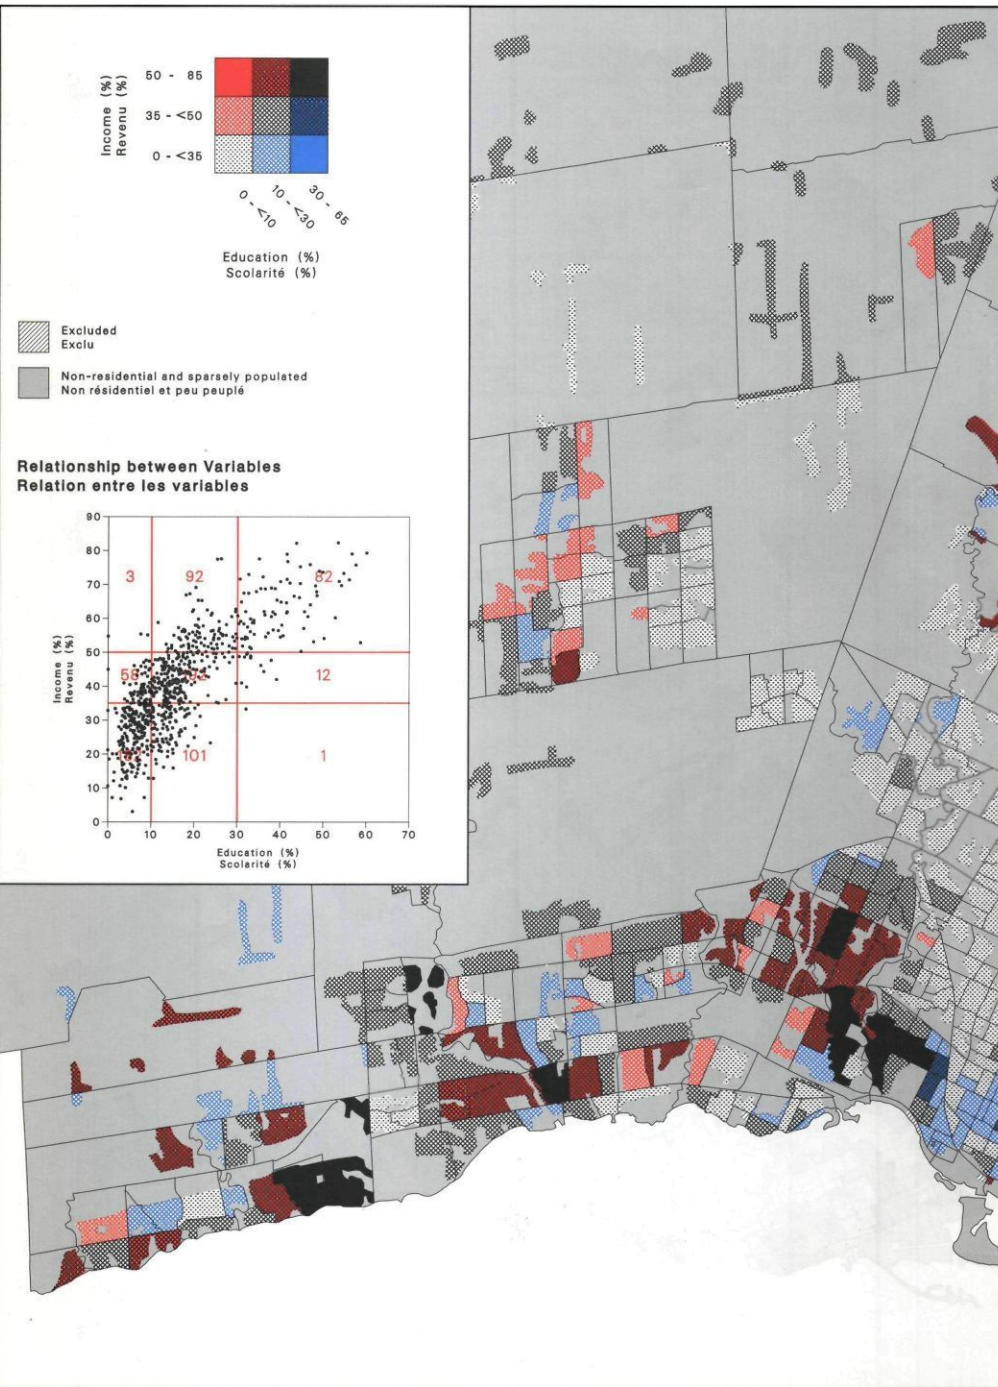 Income (%)
Revenu (%)
50 - 85
35 - <50
0 - <35
0 - <10
10 - <30
30 - 65
Education (%)
Scolarité (%)
Excluded
Exclu
Non-residential and sparsely populated
Non résidentiel et peu peuplé
Relationship between Variables
Relation entre les variables
Income (%)
Revenu (%)
90
80
70
60
50
40
30
20
10
0
3
92
82
12
101
1
0
10
20
30
40
50
60
70
Education (%)
Scolarité (%)